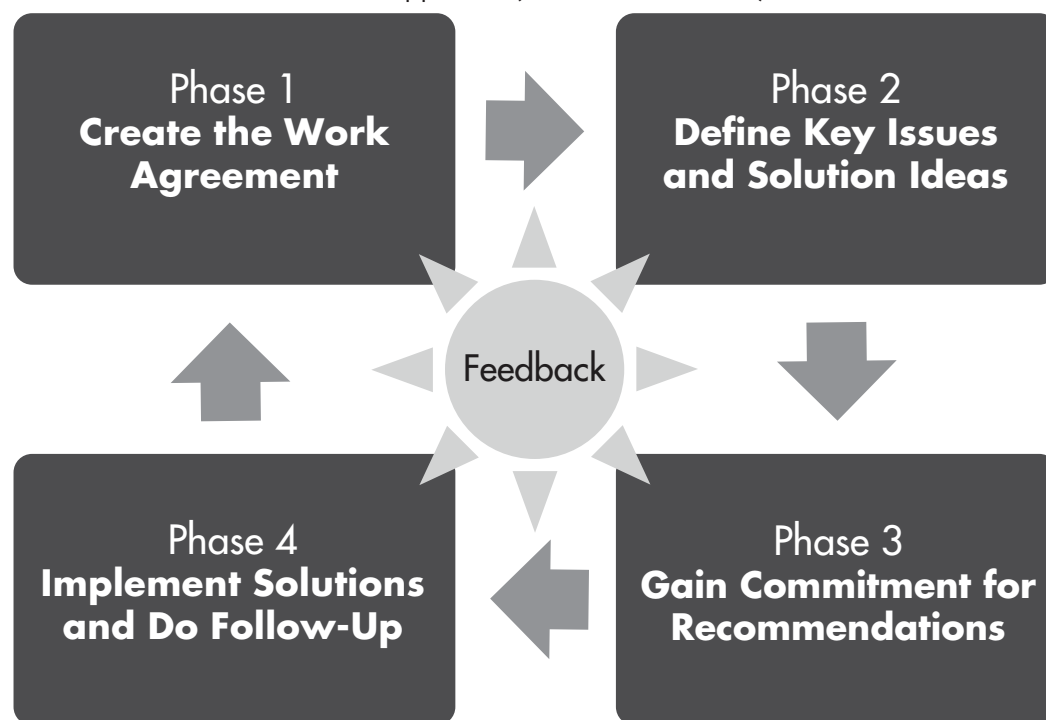 Phase 1
Create the Work
Agreement
Phase 2
Define Key Issues
and Solution Ideas
Feedback
Phase 4
Implement Solutions
and Do Follow-Up
Phase 3
Gain Commitment for
Recommendations